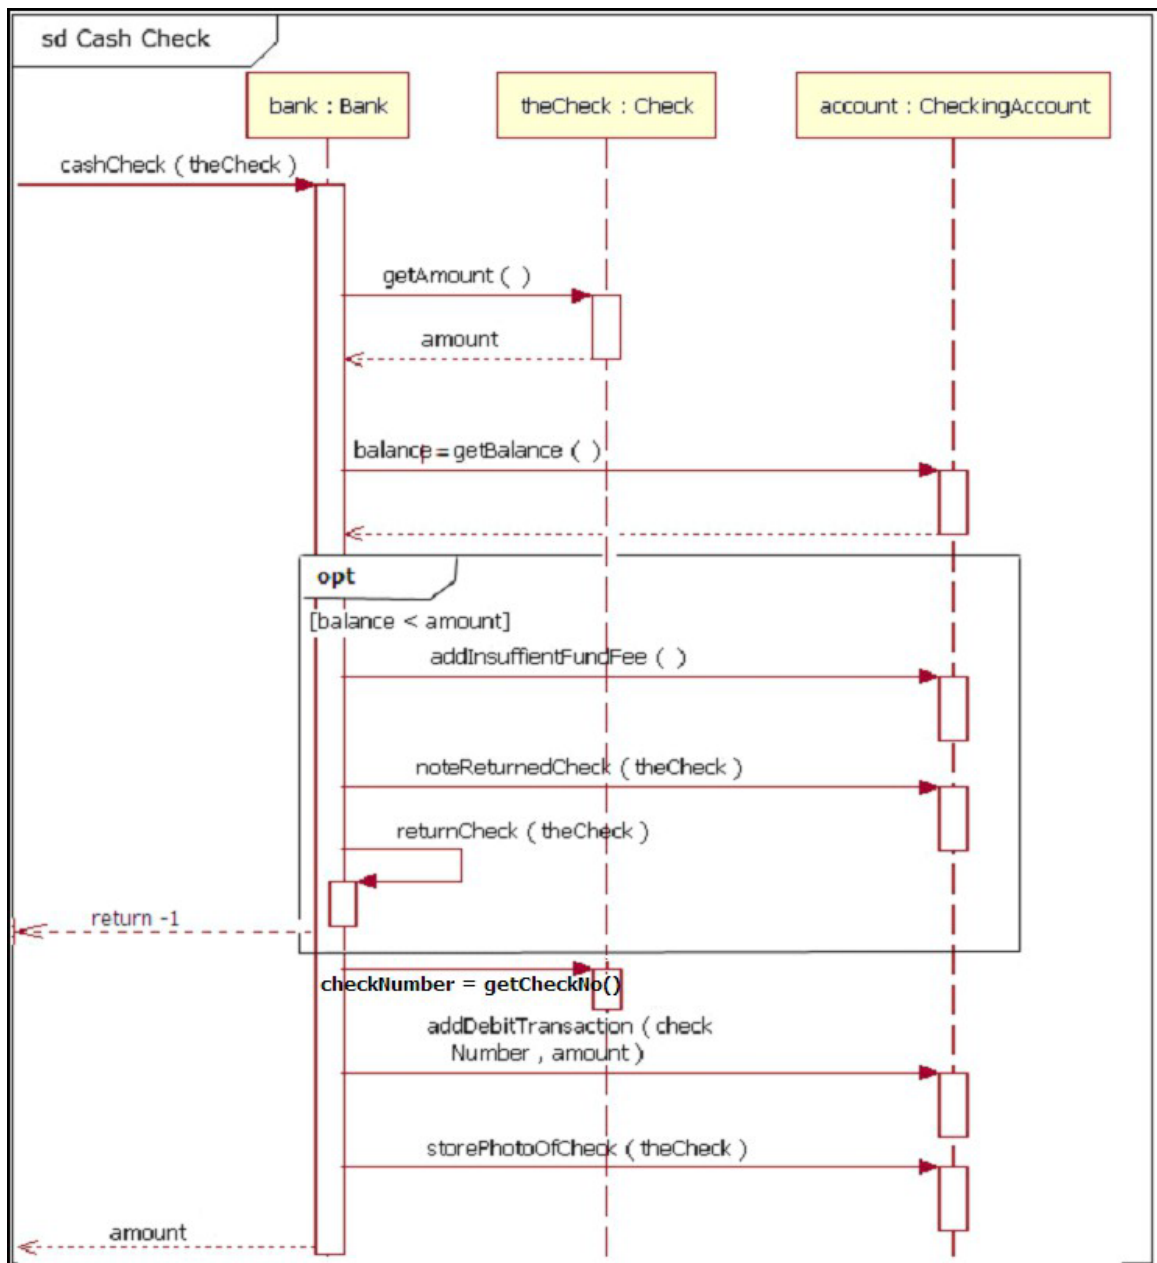 sd Cash Check
bank : Bank
theCheck : Check
account : CheckingAccount
cashCheck ( theCheck )
getAmount ( )
amount
balance = getBalance ( )
opt
[balance < amount]
addInsuffientFundFee ( )
noteReturnedCheck ( theCheck )
returnCheck ( theCheck )
return -1
checkNumber = getCheckNo()
addDebitTransaction ( check
Number , amount )
storePhotoOfCheck ( theCheck )
amount